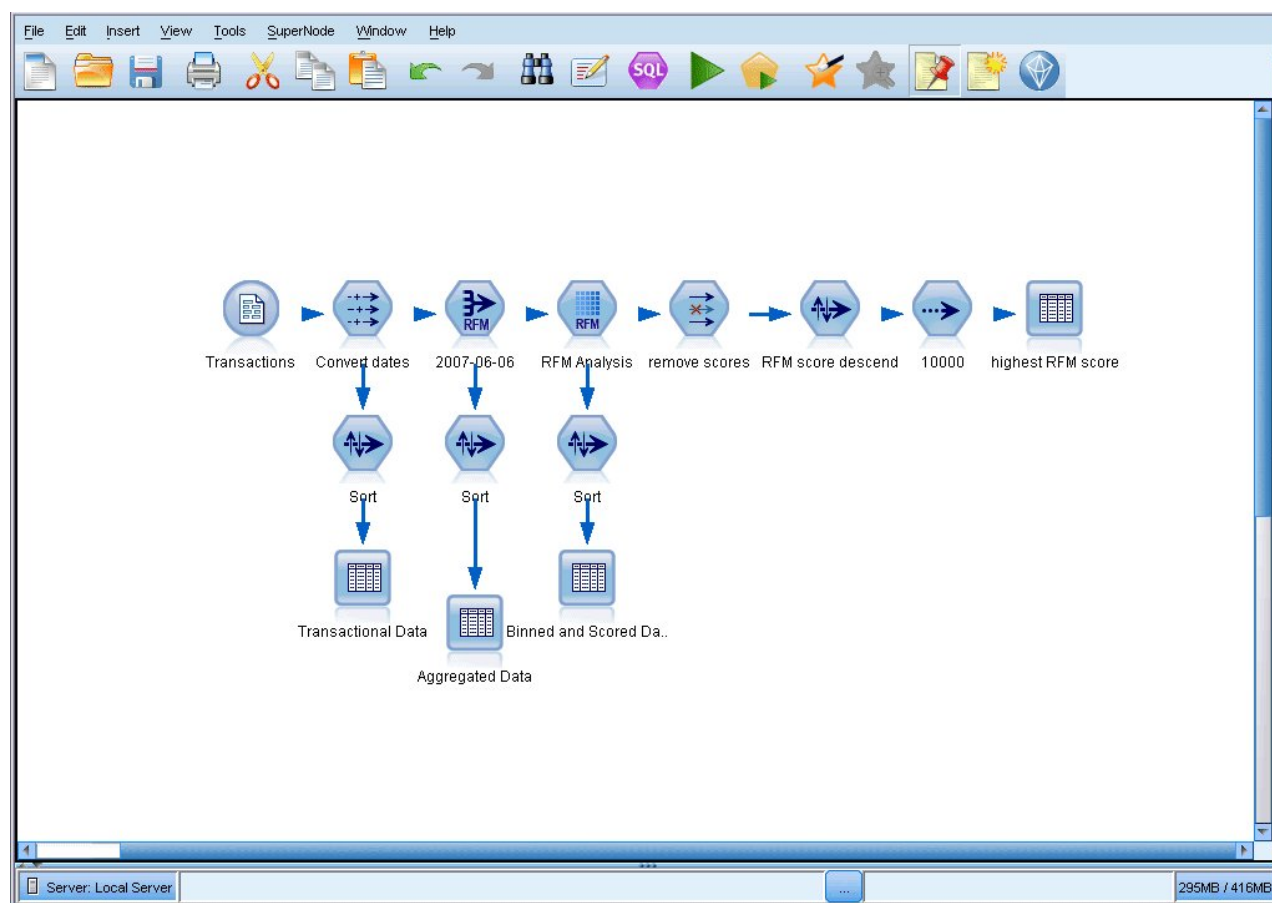 File Edit Insert View Tools SuperNode Window Help
SQL
RFM
RFM
Transactions Convert dates 2007-06-06 RFM Analysis remove scores RFM score descend 10000 highest RFM score
Sort Sort Sort
Transactional Data Binned and Scored Da..
Aggregated Data
Server: Local Server ... 295MB / 416MB